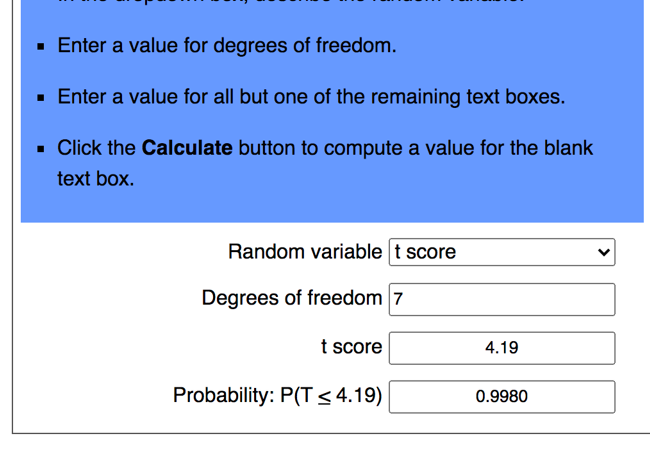 Enter a value for degrees of freedom.
Enter a value for all but one of the remaining text boxes.
Click the Calculate button to compute a value for the blank
text box.
Random variable t score
Degrees of freedom 7
t score 4.19
Probability: P(T ≤ 4.19) 0.9980